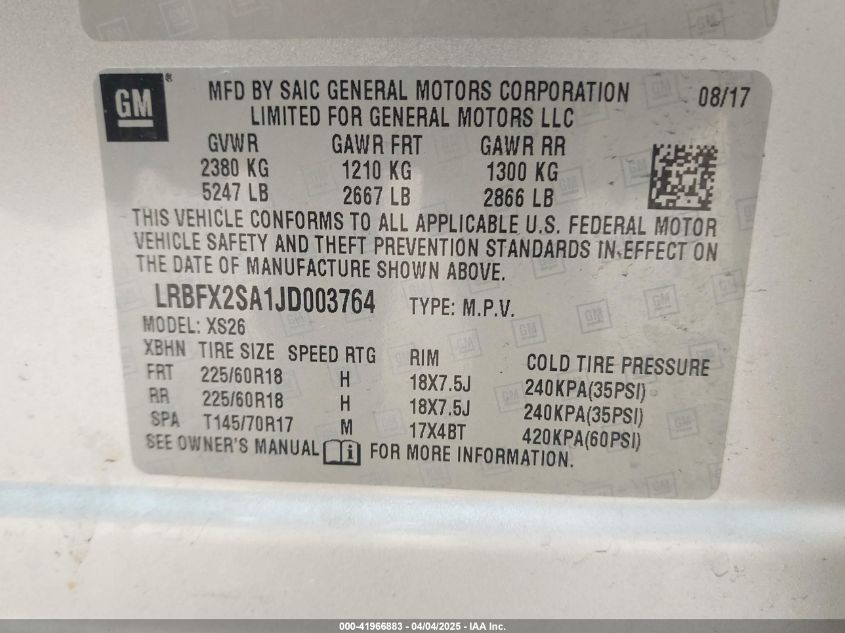 GM ®
MFD BY SAIC GENERAL MOTORS CORPORATION 08/17
LIMITED FOR GENERAL MOTORS LLC
GVWR GAWR FRT GAWR RR
2380 KG 1210 KG 1300 KG
5247 LB 2667 LB 2866 LB
THIS VEHICLE CONFORMS TO ALL APPLICABLE U.S. FEDERAL MOTOR
VEHICLE SAFETY AND THEFT PREVENTION STANDARDS IN EFFECT ON
THE DATE OF MANUFACTURE SHOWN ABOVE.
LRBFX2SA1JD003764 TYPE: M.P.V.
MODEL: XS26
XBHN TIRE SIZE SPEED RTG RIM COLD TIRE PRESSURE
FRT 225/60R18 H 18X7.5J 240KPA(35PSI)
RR 225/60R18 H 18X7.5J 240KPA(35PSI)
SPA T145/70R17 M 17X4BT 420KPA(60PSI)
SEE OWNER'S MANUAL i FOR MORE INFORMATION.
000-41966883 - 04/04/2025 - IAA Inc.